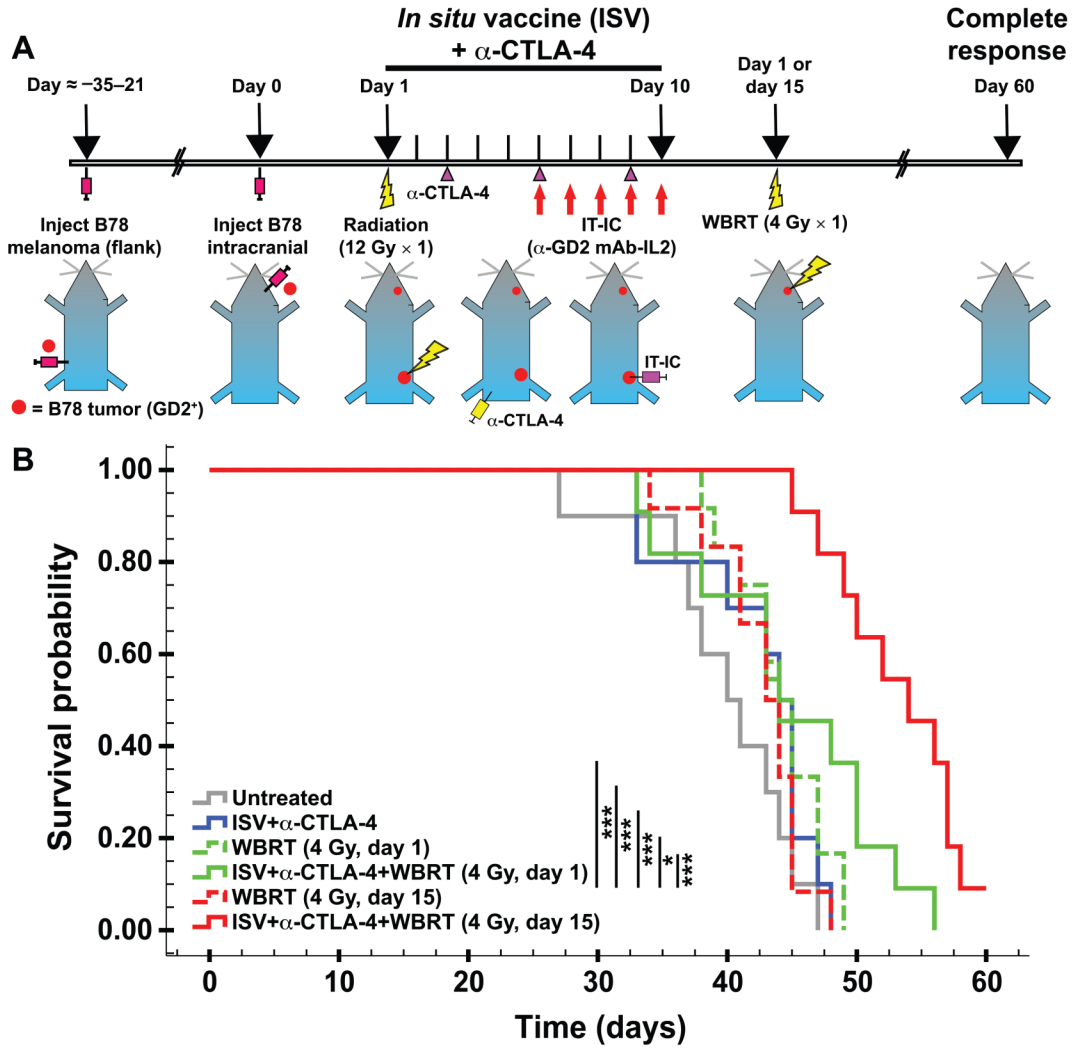 A
In situ vaccine (ISV)
+ α-CTLA-4
Complete
response
Day ≈ −35–21
Day 0
Day 1
Day 10
Day 1 or
day 15
Day 60
α-CTLA-4
Inject B78
melanoma (flank)
Inject B78
intracranial
Radiation
(12 Gy × 1)
IT-IC
(α-GD2 mAb-IL2)
WBRT (4 Gy × 1)
IT-IC
α-CTLA-4
= B78 tumor (GD2⁺)
B
Survival probability
1.00
0.80
0.60
0.40
0.20
0.00
Untreated
ISV+α-CTLA-4
WBRT (4 Gy, day 1)
ISV+α-CTLA-4+WBRT (4 Gy, day 1)
WBRT (4 Gy, day 15)
ISV+α-CTLA-4+WBRT (4 Gy, day 15)
***
***
***
*
***
0 10 20 30 40 50 60
Time (days)